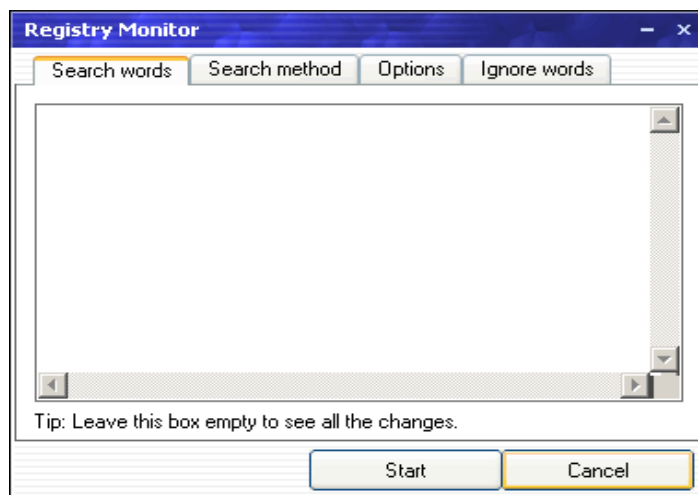 Registry Monitor
Search words Search method Options Ignore words
Tip: Leave this box empty to see all the changes.
Start Cancel